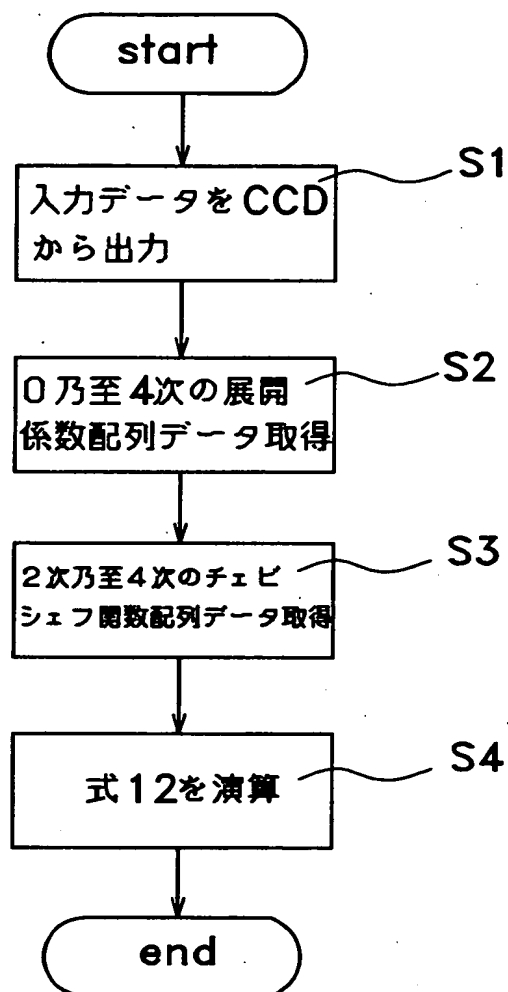 start
S1
入力データをCCD
から出力
S2
0乃至4次の展開
係数配列データ取得
S3
2次乃至4次のチェビ
シェフ関数配列データ取得
S4
式12を演算
end